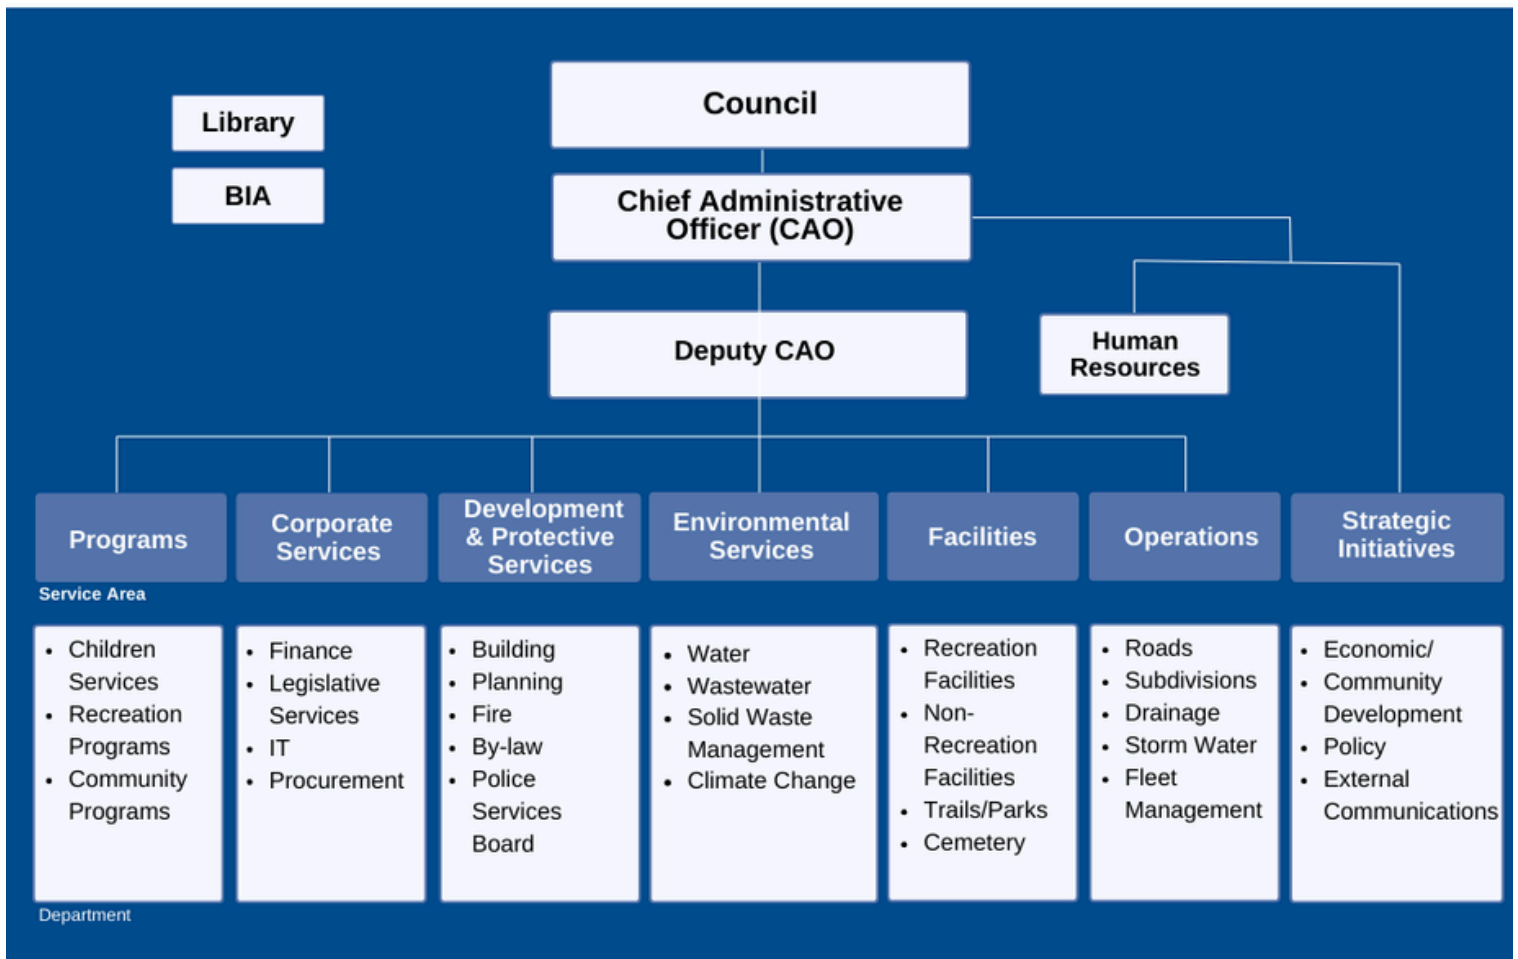 Council
Library
BIA
Chief Administrative
Officer (CAO)
Deputy CAO
Human
Resources
Programs
Corporate
Services
Development
& Protective
Services
Environmental
Services
Facilities
Operations
Strategic
Initiatives
Service Area
• Children
Services
• Recreation
Programs
• Community
Programs
• Finance
• Legislative
Services
• IT
• Procurement
• Building
• Planning
• Fire
• By-law
• Police
Services
Board
• Water
• Wastewater
• Solid Waste
Management
• Climate Change
• Recreation
Facilities
• Non-
Recreation
Facilities
• Trails/Parks
• Cemetery
• Roads
• Subdivisions
• Drainage
• Storm Water
• Fleet
Management
• Economic/
• Community
Development
• Policy
• External
Communications
Department